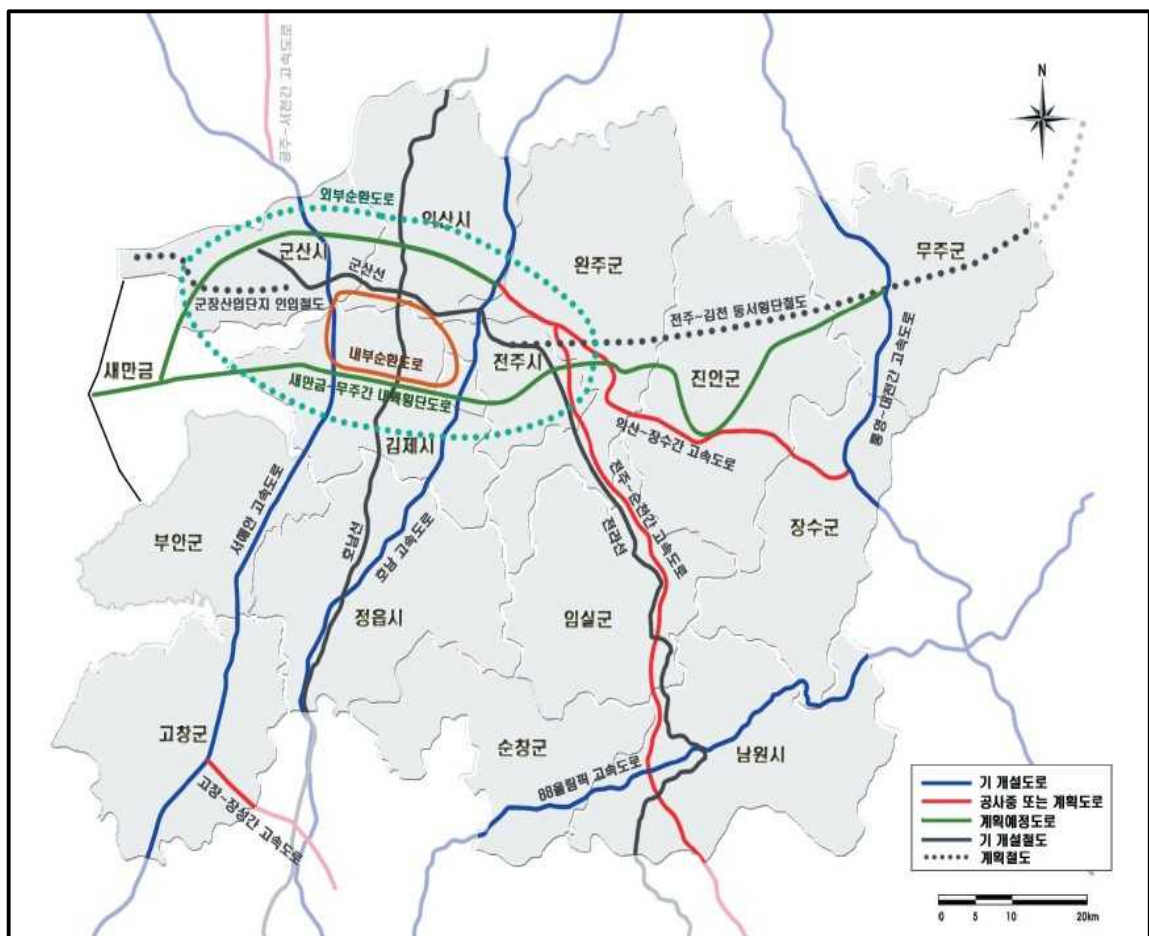 공주-서천간 고속도로
N
외부순환도로
익산시
군산시
군산선
완주군
무주군
군장산업단지 인입철도
전주-김천 동서횡단철도
새만금
내부순환도로
전주시
진안군
통영-대전간 고속도로
새만금-무주간 내륙횡단도로
김제시
익산-장수간 고속도로
서해안 고속도로
호남선
호남 고속도로
전라선
전주-순천간 고속도로
장수군
부안군
정읍시
임실군
고창군
순창군
88올림픽 고속도로
남원시
고창-장성간 고속도로
기 개설도로
공사중 또는 계획도로
계획예정도로
기 개설철도
계획철도
0 5 10 20km